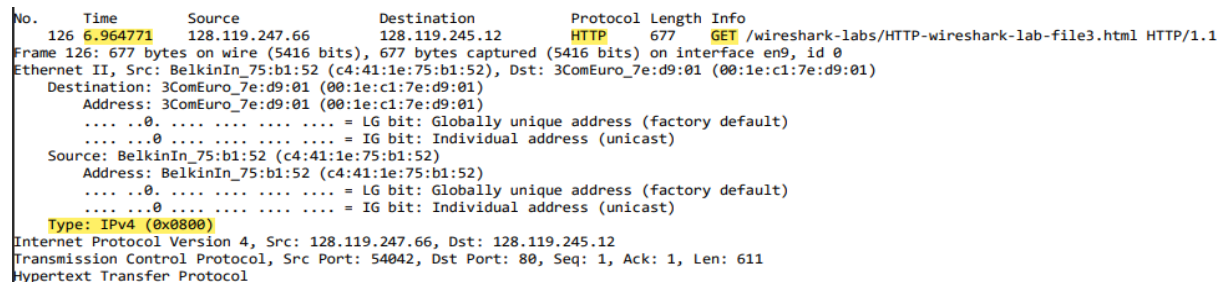 No. Time Source Destination Protocol Length Info
126 6.964771 128.119.247.66 128.119.245.12 HTTP 677 GET /wireshark-labs/HTTP-wireshark-lab-file3.html HTTP/1.1
Frame 126: 677 bytes on wire (5416 bits), 677 bytes captured (5416 bits) on interface en9, id 0
Ethernet II, Src: BelkinIn_75:b1:52 (c4:41:1e:75:b1:52), Dst: 3ComEuro_7e:d9:01 (00:1e:c1:7e:d9:01)
Destination: 3ComEuro_7e:d9:01 (00:1e:c1:7e:d9:01)
Address: 3ComEuro_7e:d9:01 (00:1e:c1:7e:d9:01)
.... ..0. .... .... .... .... = LG bit: Globally unique address (factory default)
.... ...0 .... .... .... .... = IG bit: Individual address (unicast)
Source: BelkinIn_75:b1:52 (c4:41:1e:75:b1:52)
Address: BelkinIn_75:b1:52 (c4:41:1e:75:b1:52)
.... ..0. .... .... .... .... = LG bit: Globally unique address (factory default)
.... ...0 .... .... .... .... = IG bit: Individual address (unicast)
Type: IPv4 (0x0800)
Internet Protocol Version 4, Src: 128.119.247.66, Dst: 128.119.245.12
Transmission Control Protocol, Src Port: 54042, Dst Port: 80, Seq: 1, Ack: 1, Len: 611
Hypertext Transfer Protocol